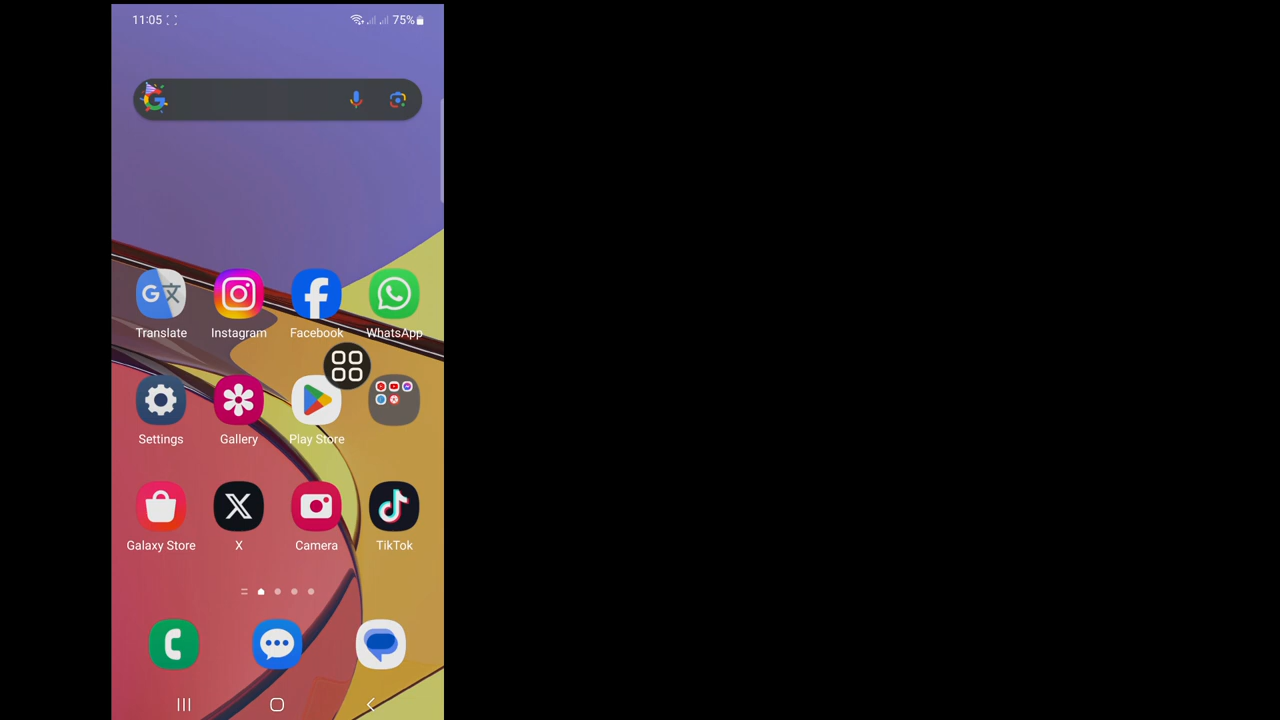 11:05 75%
Translate Instagram Facebook WhatsApp
Settings Gallery Play Store
Galaxy Store X Camera TikTok